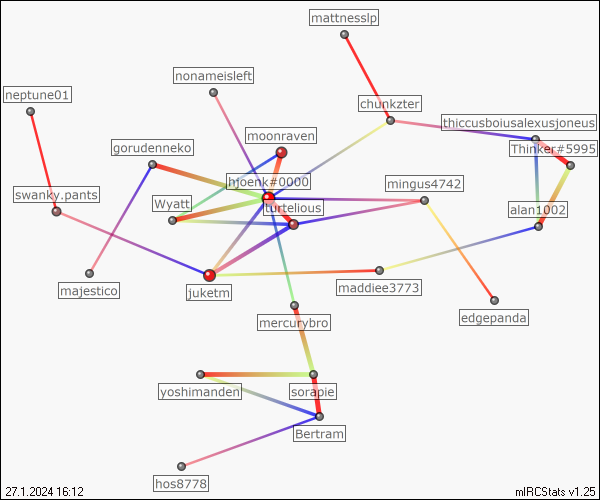 mattnesslp
nonameisleft
neptune01
chunkzter
thiccusboiusalexusjoneus
moonraven
gorudenneko
Thinker#5995
hjoenk#0000
mingus4742
swanky.pants
Wyatt
turtelious
alan1002
majestico
juketm
maddiee3773
mercurybro
edgepanda
yoshimanden
sorapie
Bertram
hos8778
27.1.2024 16:12
mIRCStats v1.25